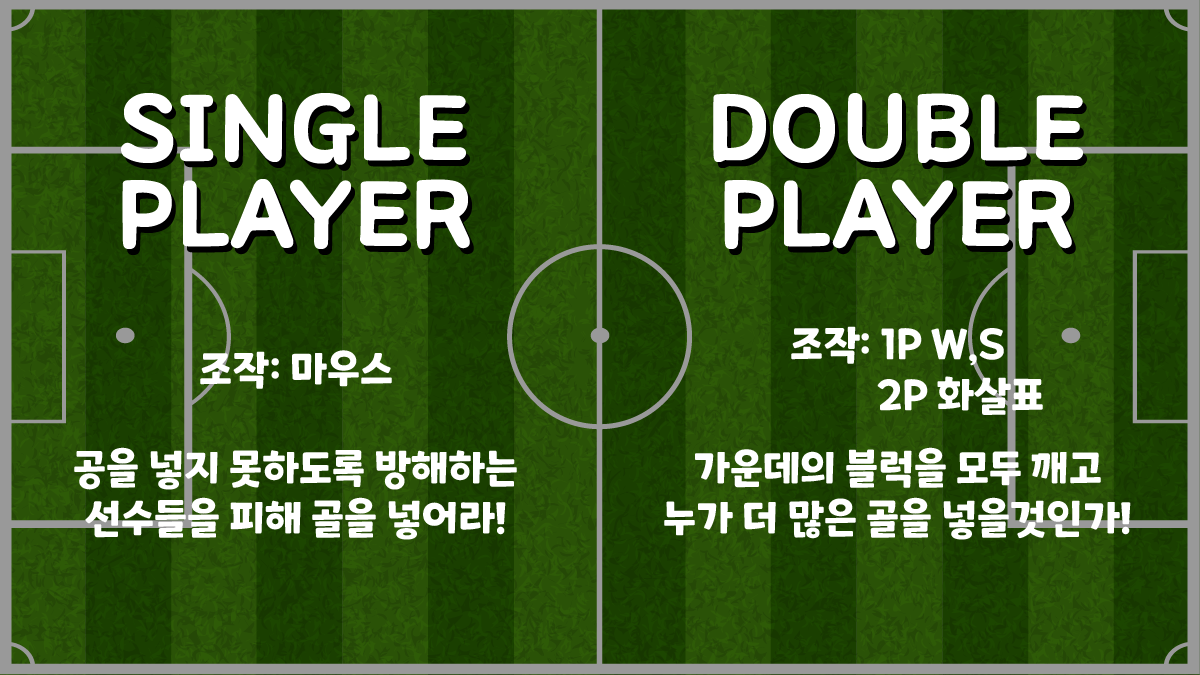 SINGLE
PLAYER
조작: 마우스
공을 넣지 못하도록 방해하는
선수들을 피해 골을 넣어라!
DOUBLE
PLAYER
조작: 1P W,S
2P 화살표
가운데의 블럭을 모두 깨고
누가 더 많은 골을 넣을것인가!